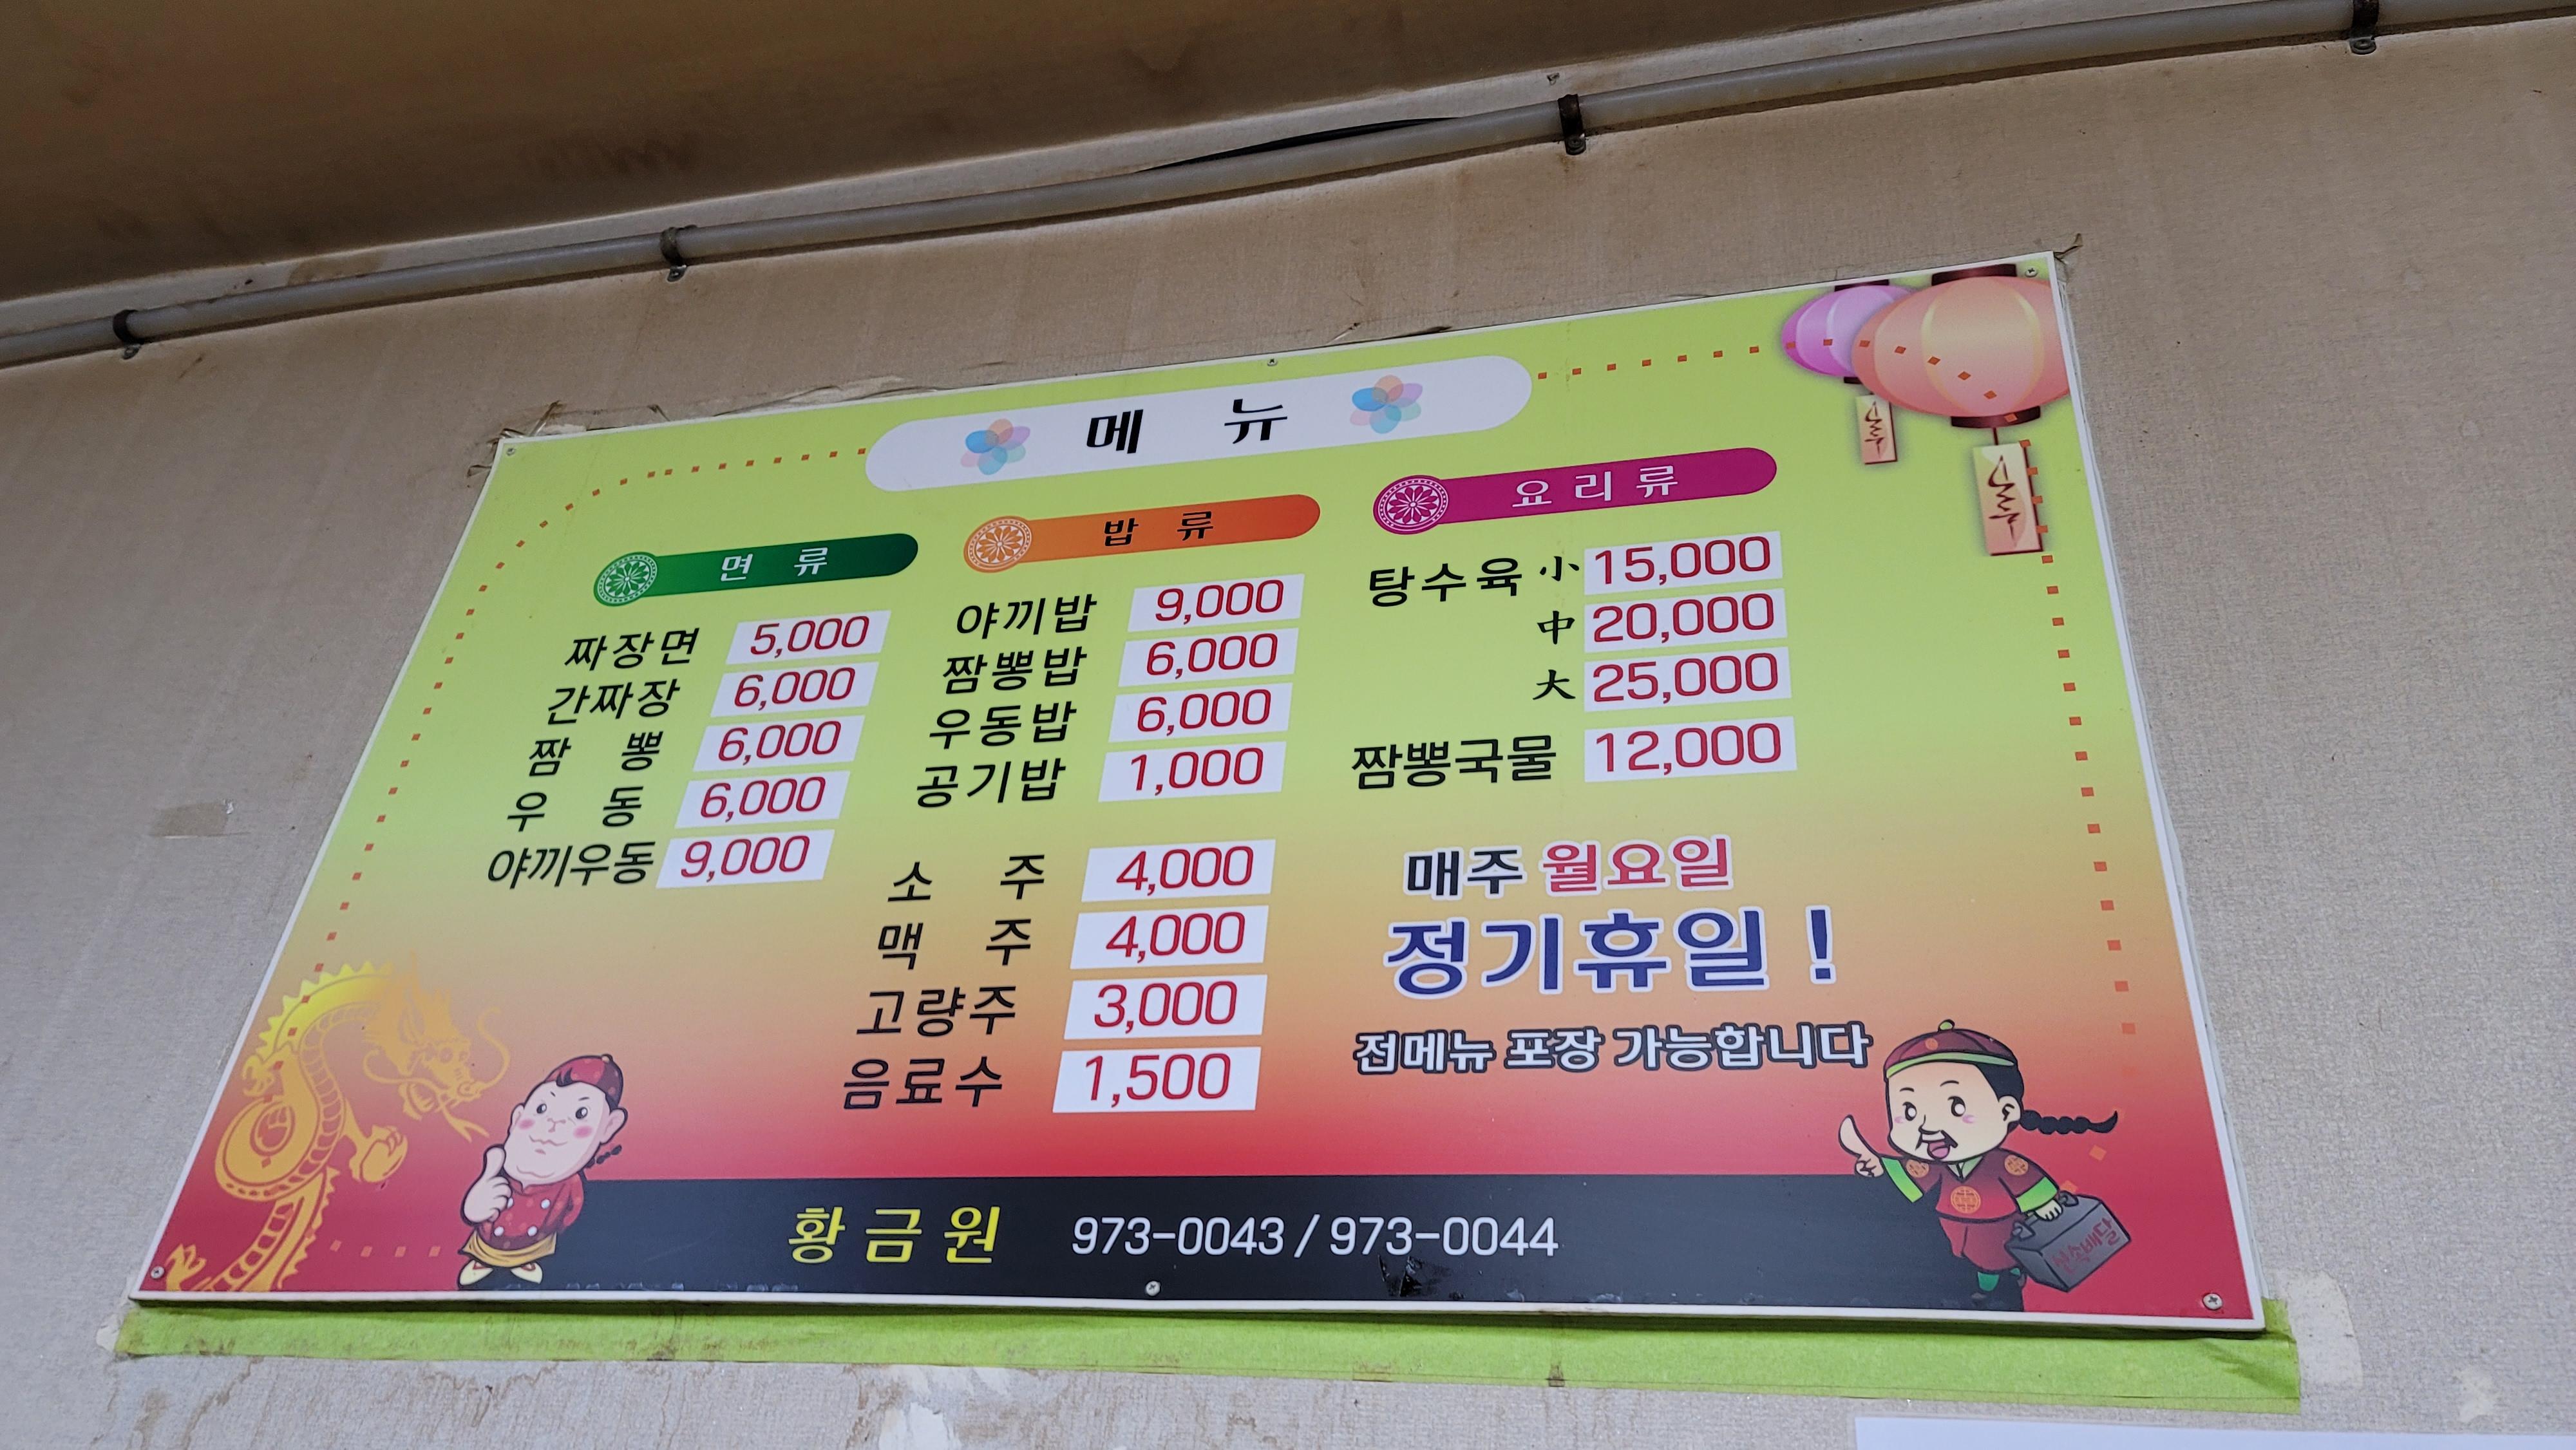 메 뉴
면 류
짜장면 5,000
간짜장 6,000
짬 뽕 6,000
우 동 6,000
야끼우동 9,000
밥 류
야끼밥 9,000
짬뽕밥 6,000
우동밥 6,000
공기밥 1,000
소 주 4,000
맥 주 4,000
고량주 3,000
음료수 1,500
요리류
탕수육 小 15,000
中 20,000
大 25,000
짬뽕국물 12,000
매주 월요일
정기휴일 !
전메뉴 포장 가능합니다
신속배달
황금원 973-0043 / 973-0044